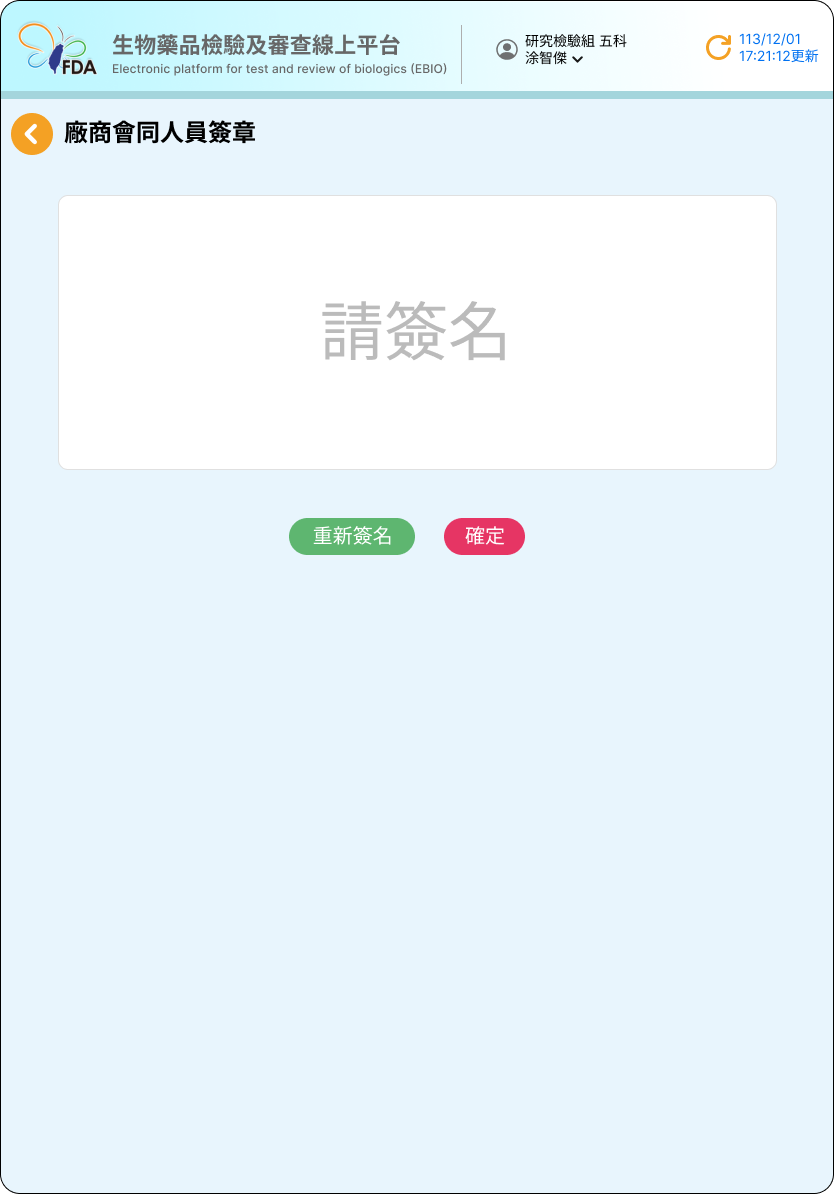 FDA
生物藥品檢驗及審查線上平台
Electronic platform for test and review of biologics (EBIO)
研究檢驗組 五科
涂智傑
113/12/01
17:21:12更新
廠商會同人員簽章
請簽名
重新簽名
確定